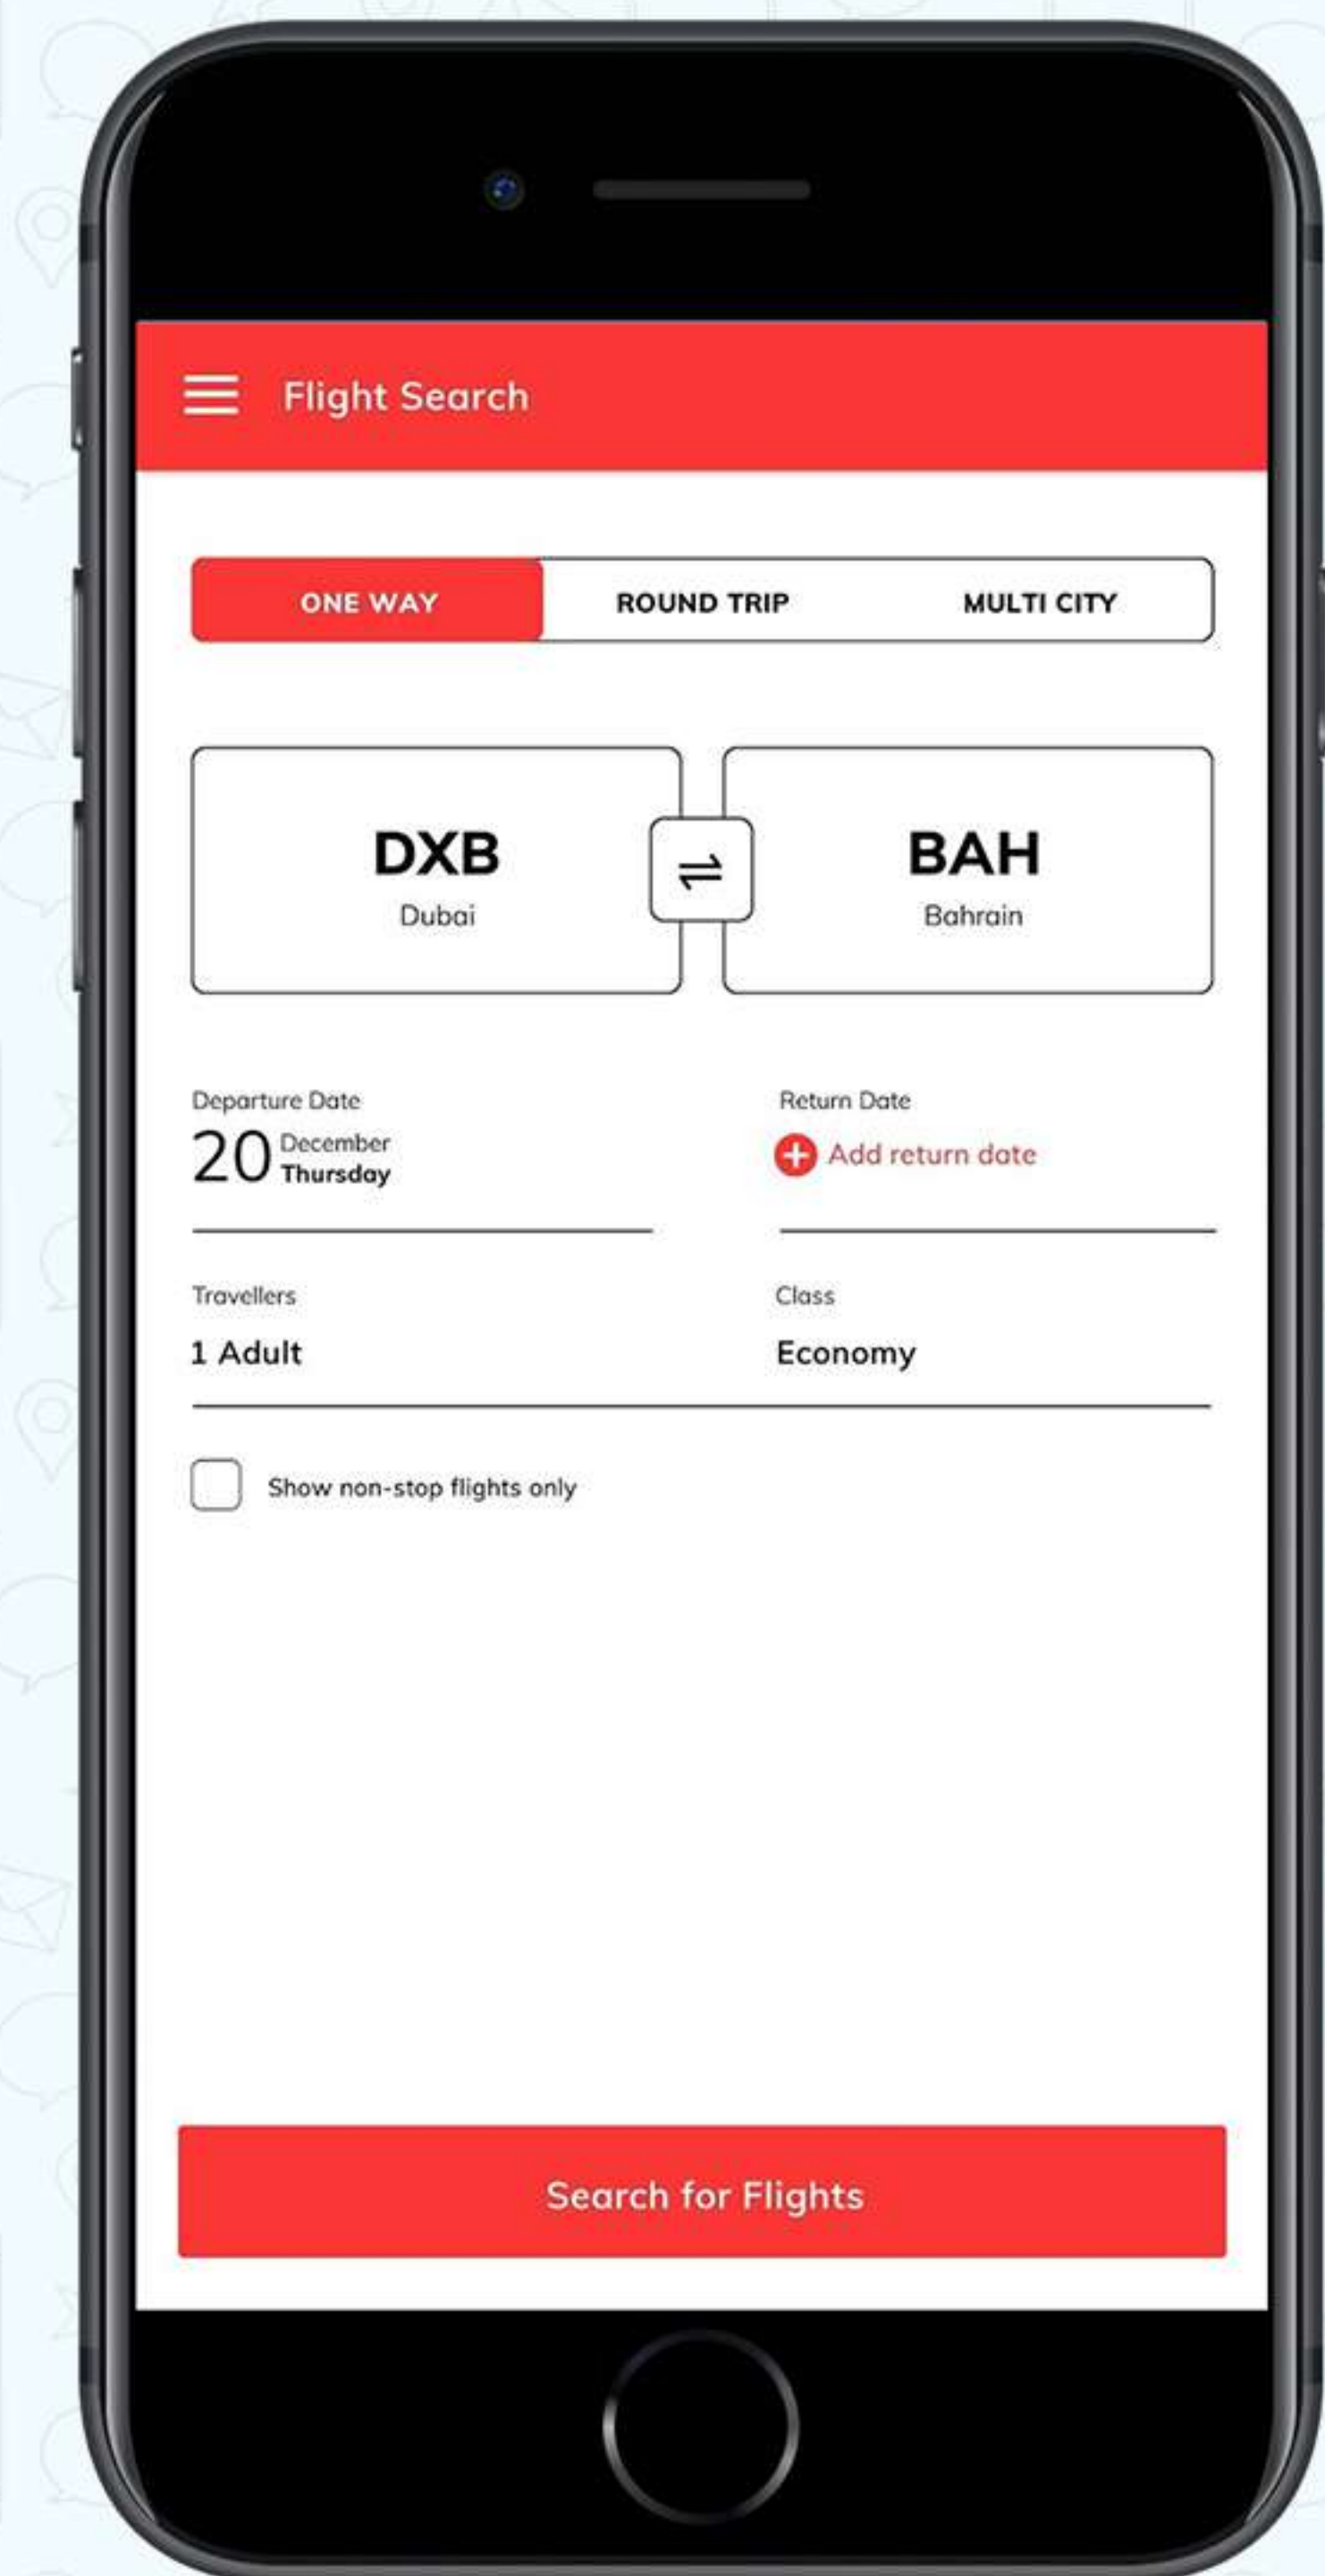 Flight Search
ONE WAY ROUND TRIP MULTI CITY
DXB BAH
Dubai Bahrain
Departure Date Return Date
20 December Thursday Add return date
Travellers Class
1 Adult Economy
Show non-stop flights only
Search for Flights